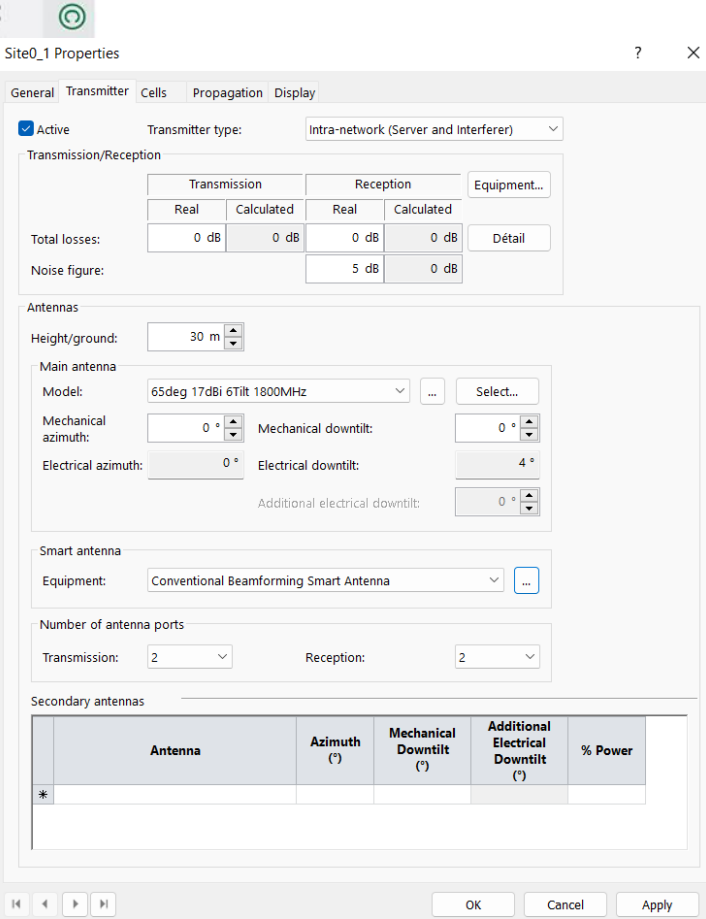 Site0_1 Properties ? ×
General Transmitter Cells Propagation Display
Active Transmitter type: Intra-network (Server and Interferer)
Transmission/Reception
Transmission Reception Equipment...
Real Calculated Real Calculated
Total losses: 0 dB 0 dB 0 dB 0 dB Détail
Noise figure: 5 dB 0 dB
Antennas
Height/ground: 30 m
Main antenna
Model: 65deg 17dBi 6Tilt 1800MHz ... Select...
Mechanical azimuth: 0 ° Mechanical downtilt: 0 °
Electrical azimuth: 0 ° Electrical downtilt: 4 °
Additional electrical downtilt: 0 °
Smart antenna
Equipment: Conventional Beamforming Smart Antenna ...
Number of antenna ports
Transmission: 2 Reception: 2
Secondary antennas
Antenna Azimuth (°) Mechanical Downtilt (°) Additional Electrical Downtilt (°) % Power
*
OK Cancel Apply